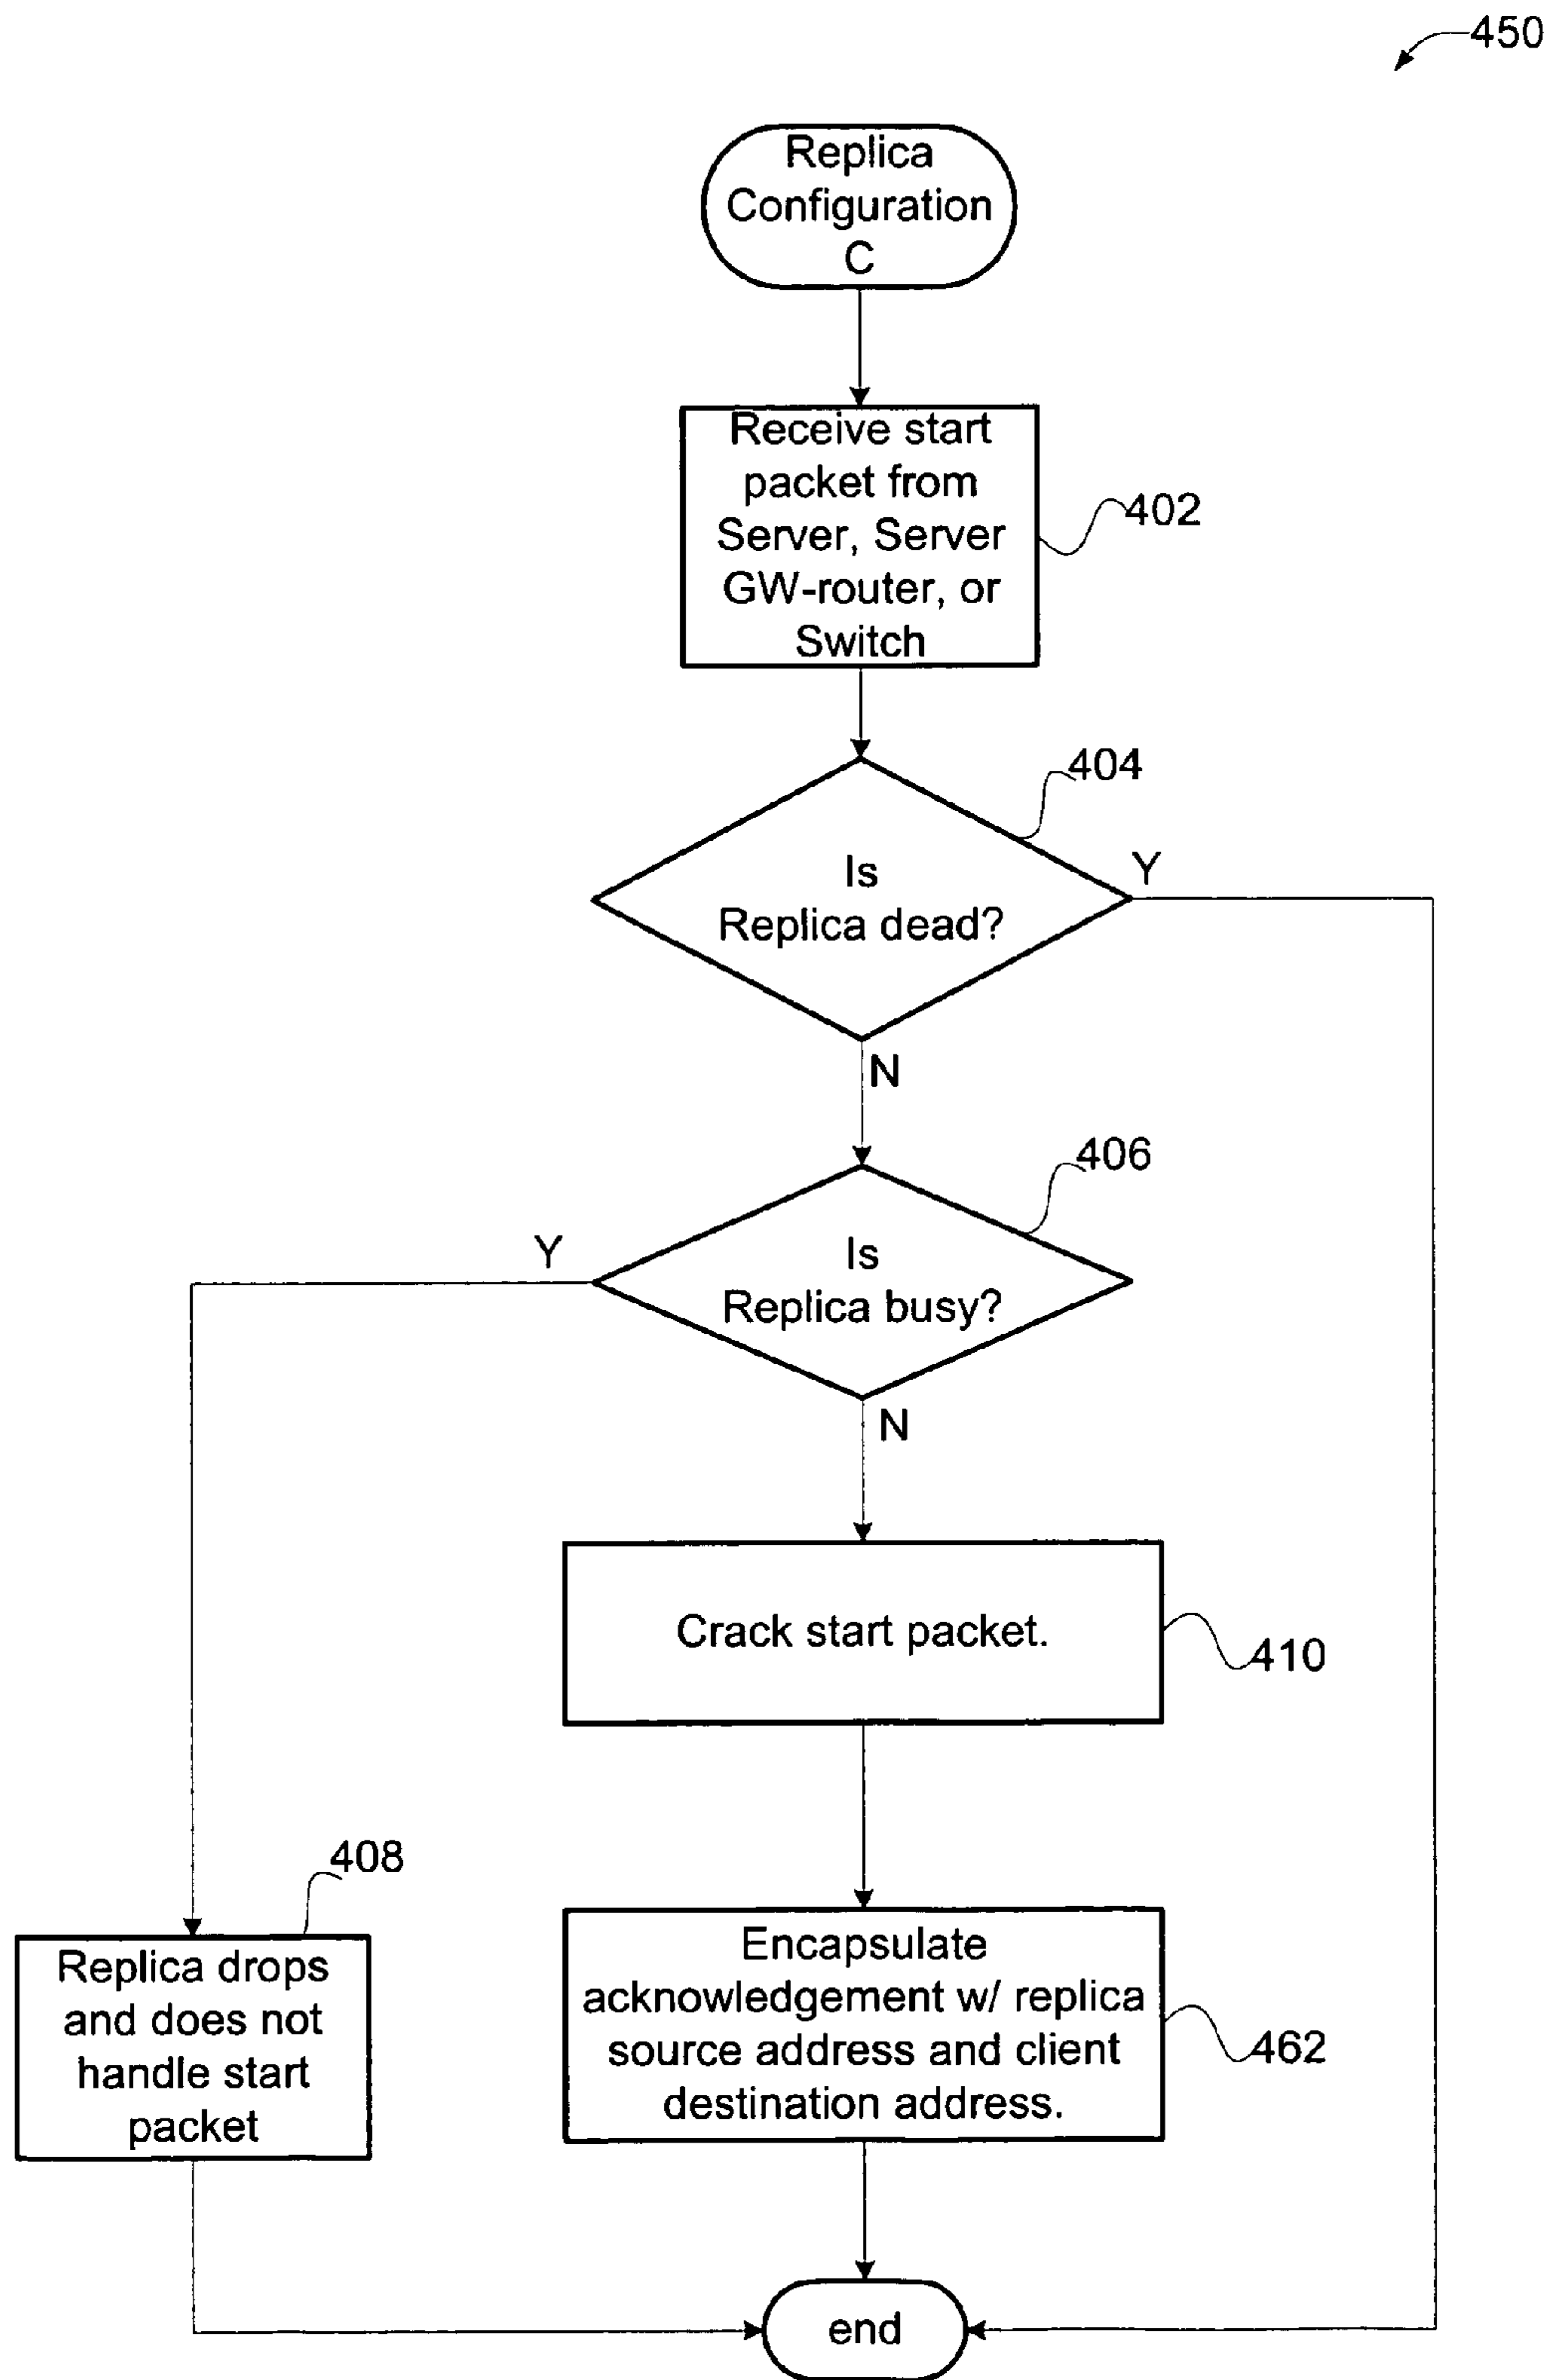 450
Replica
Configuration
C
Receive start
packet from
Server, Server
GW-router, or
Switch
402
404
Is
Replica dead?
Y
N
406
Is
Replica busy?
Y
N
Crack start packet.
410
408
Replica drops
and does not
handle start
packet
Encapsulate
acknowledgement w/ replica
source address and client
destination address.
462
end